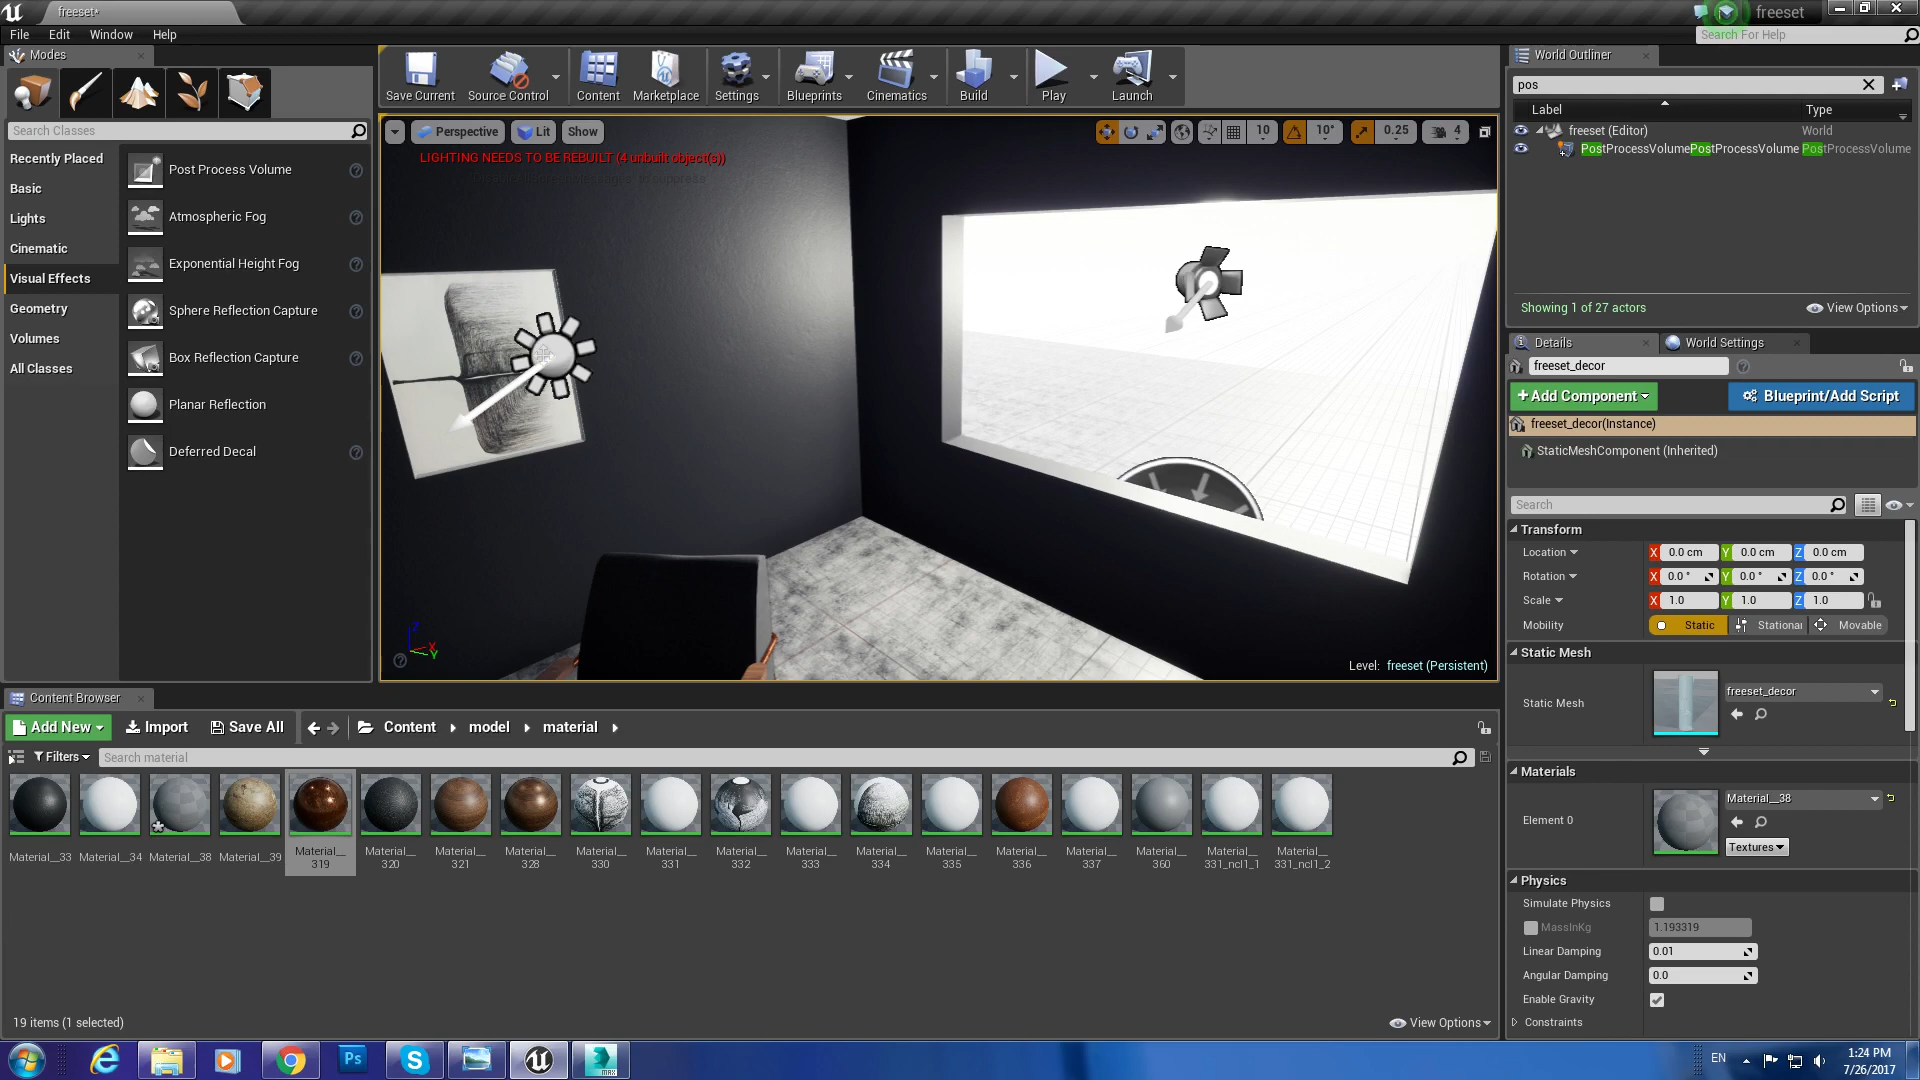 freeset*
freeset
File Edit Window Help
Search For Help
Modes
Search Classes
Recently Placed
Basic
Lights
Cinematic
Visual Effects
Geometry
Volumes
All Classes
Post Process Volume
Atmospheric Fog
Exponential Height Fog
Sphere Reflection Capture
Box Reflection Capture
Planar Reflection
Deferred Decal
Save Current Source Control Content Marketplace Settings Blueprints Cinematics Build Play Launch
Perspective Lit Show
10 10° 0.25 4
LIGHTING NEEDS TO BE REBUILT (4 unbuilt object(s))
to suppress
Z
X
Y
Level: freeset (Persistent)
World Outliner
pos
Label Type
freeset (Editor) World
PostProcessVolumePostProcessVolume PostProcessVolume
Showing 1 of 27 actors View Options
Details World Settings
freeset_decor
Add Component Blueprint/Add Script
freeset_decor(Instance)
StaticMeshComponent (Inherited)
Search
Transform
Location X 0.0 cm Y 0.0 cm Z 0.0 cm
Rotation X 0.0 ° Y 0.0 ° Z 0.0 °
Scale X 1.0 Y 1.0 Z 1.0
Mobility Static Stationar Movable
Static Mesh
Static Mesh freeset_decor
Materials
Element 0 Material__38
Textures
Physics
Simulate Physics
MassInKg 1.193319
Linear Damping 0.01
Angular Damping 0.0
Enable Gravity
Constraints
Content Browser
Add New Import Save All Content model material
Filters Search material
Material__33 Material__34 Material__38 Material__39 Material__319 Material__320 Material__321 Material__328 Material__330 Material__331 Material__332 Material__333 Material__334 Material__335 Material__336 Material__337 Material__360 Material__331_ncl1_1 Material__331_ncl1_2
19 items (1 selected) View Options
Ps
MAX
EN
1:24 PM
7/26/2017